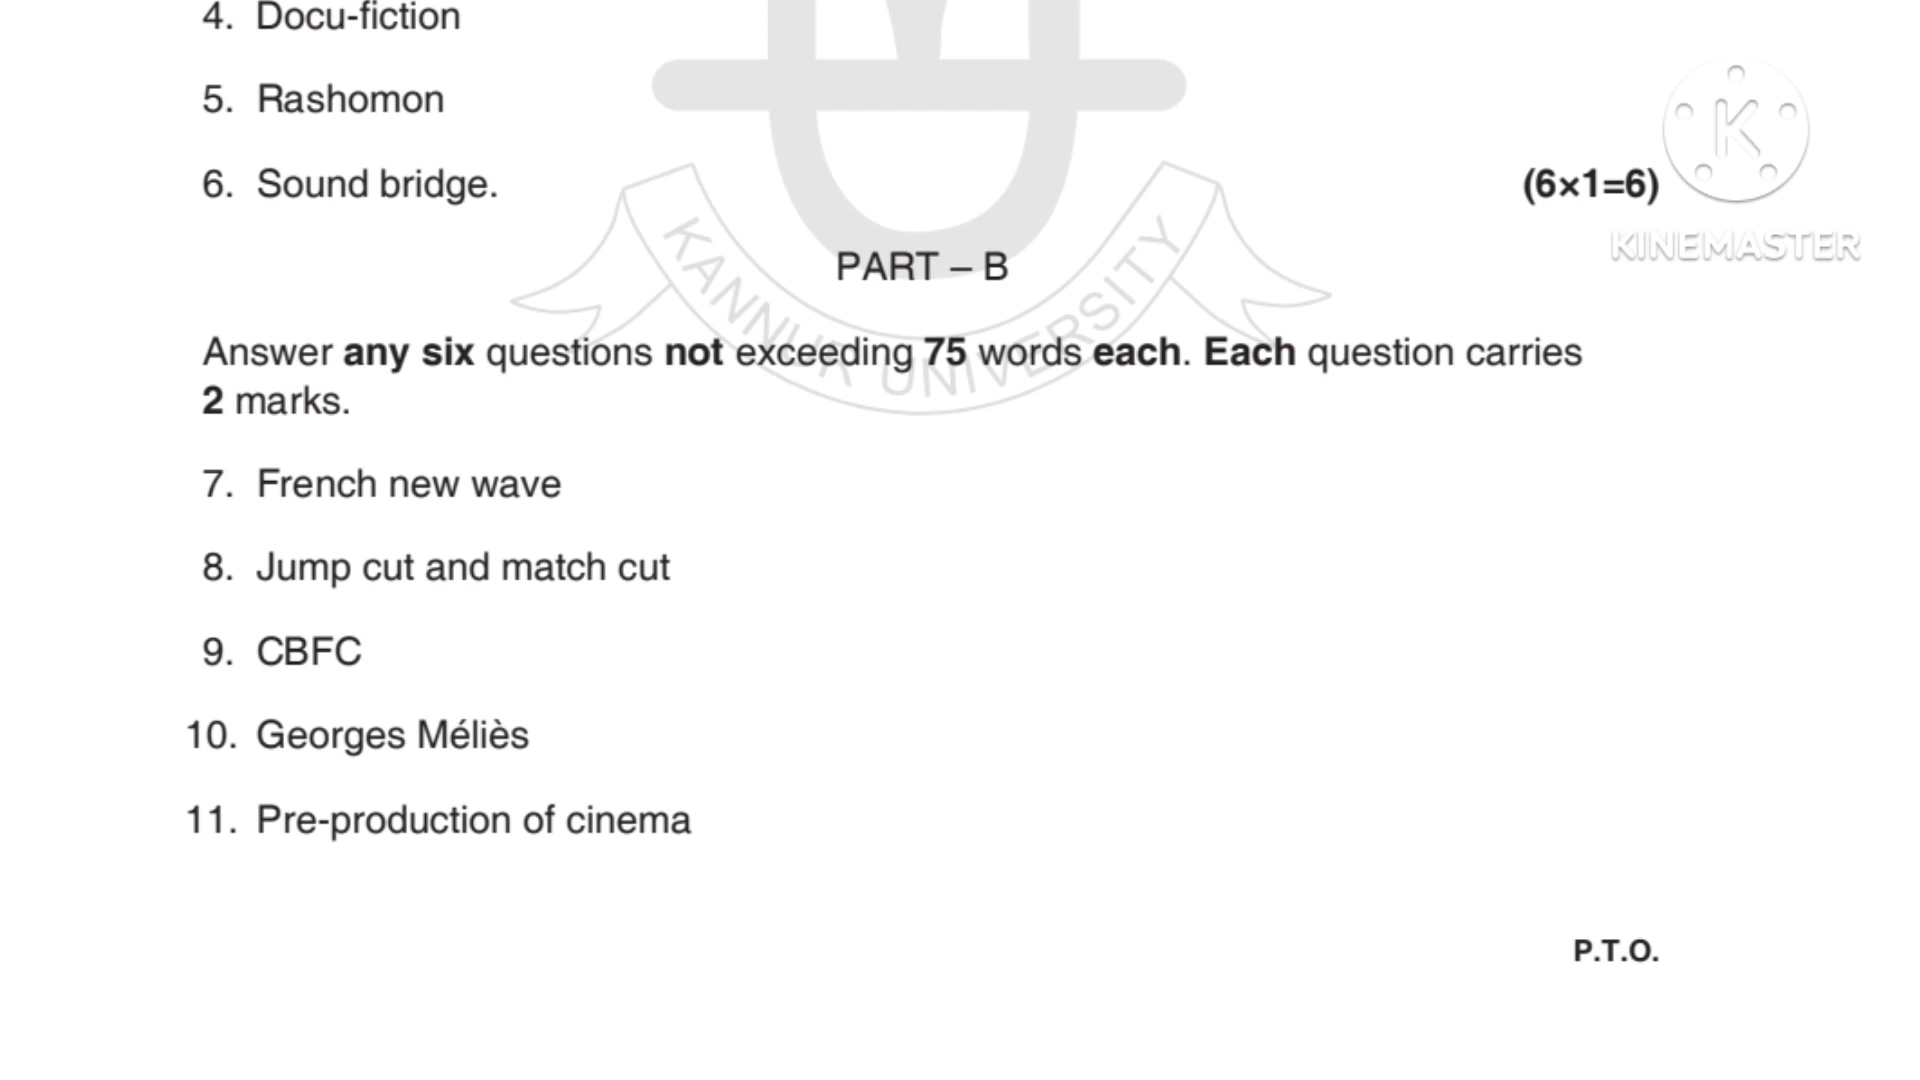 4. Docu-fiction
5. Rashomon
6. Sound bridge.
(6×1=6)
K
KINEMASTER
KANNUR UNIVERSITY
PART – B
Answer any six questions not exceeding 75 words each. Each question carries
2 marks.
7. French new wave
8. Jump cut and match cut
9. CBFC
10. Georges Méliès
11. Pre-production of cinema
P.T.O.